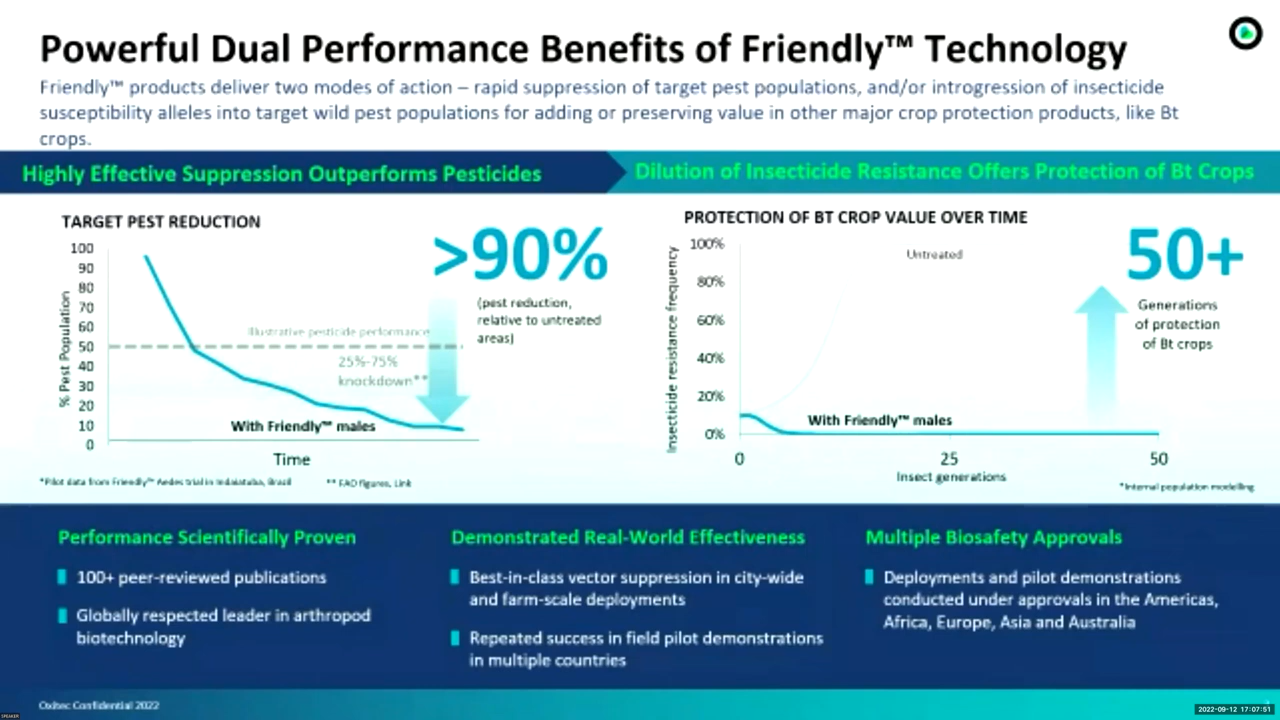 Powerful Dual Performance Benefits of Friendly™ Technology
Friendly™ products deliver two modes of action – rapid suppression of target pest populations, and/or introgression of insecticide
susceptibility alleles into target wild pest populations for adding or preserving value in other major crop protection products, like Bt
crops.
Highly Effective Suppression Outperforms Pesticides
Dilution of Insecticide Resistance Offers Protection of Bt Crops
TARGET PEST REDUCTION
% Pest Population
100
90
80
70
60
50
40
30
20
10
0
Illustrative pesticide performance
25%-75%
knockdown**
With Friendly™ males
Time
>90%
(pest reduction,
relative to untreated
areas)
*Pilot data from Friendly™ Aedes trial in Indaiatuba, Brazil
** FAO figures, Link
PROTECTION OF BT CROP VALUE OVER TIME
Insecticide resistance frequency
100%
80%
60%
40%
20%
0%
Untreated
With Friendly™ males
0
25
50
Insect generations
50+
Generations
of protection
of Bt crops
*Internal population modelling
Performance Scientifically Proven
100+ peer-reviewed publications
Globally respected leader in arthropod
biotechnology
Demonstrated Real-World Effectiveness
Best-in-class vector suppression in city-wide
and farm-scale deployments
Repeated success in field pilot demonstrations
in multiple countries
Multiple Biosafety Approvals
Deployments and pilot demonstrations
conducted under approvals in the Americas,
Africa, Europe, Asia and Australia
Oxitec Confidential 2022
SPEAKER
2022-09-12 17:07:51